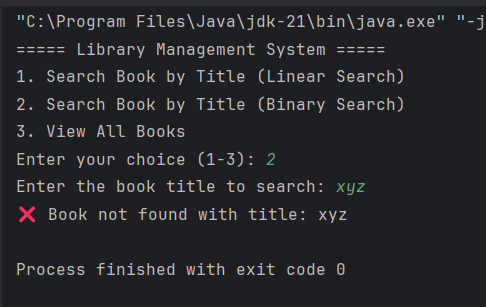 "C:\Program Files\Java\jdk-21\bin\java.exe" "-j
===== Library Management System =====
1. Search Book by Title (Linear Search)
2. Search Book by Title (Binary Search)
3. View All Books
Enter your choice (1-3): 2
Enter the book title to search: xyz
❌ Book not found with title: xyz
Process finished with exit code 0